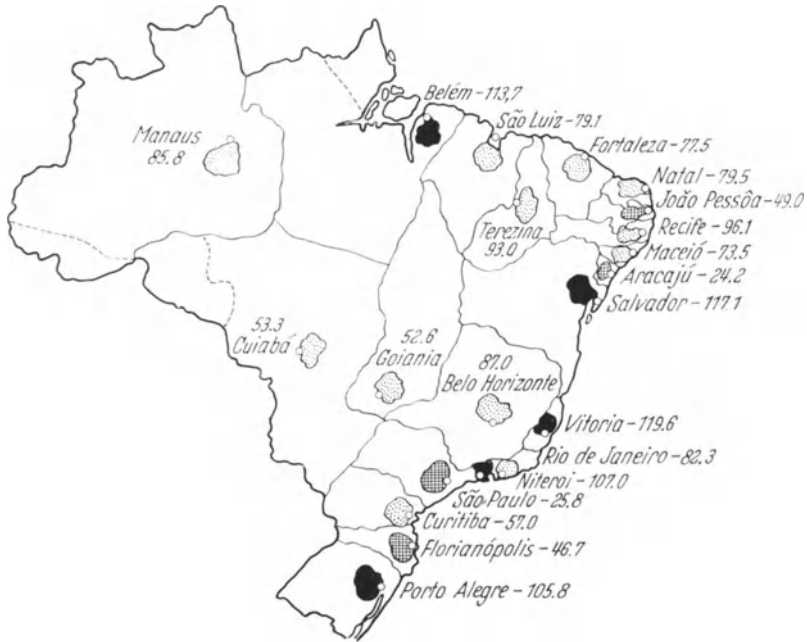 Belém-113,7
São Luiz-79.1
Manaus
85.8
Fortaleza-77.5
Natal-79.5
João Pessôa-49.0
Recife-96.1
Terezina
93.0
Maceió-73.5
Aracajú-24.2
Salvador-117.1
53.3
Cuiabá
52.6
Goiania
87.0
Belo Horizonte
Vitoria-119.6
Rio de Janeiro-82.3
Niteroi-107.0
São Paulo-25.8
Curitiba-57.0
Florianópolis-46.7
Porto Alegre-105.8